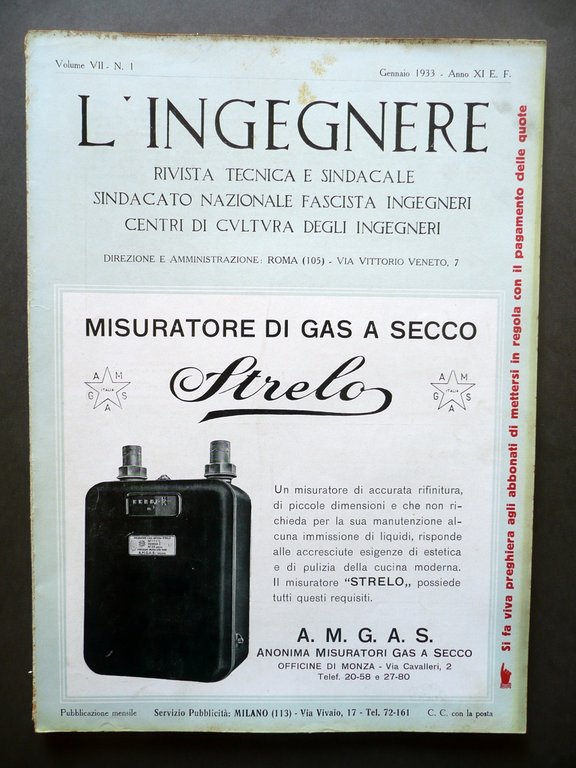 Volume VII - N. 1
Gennaio 1933 - Anno XI E. F.
L'INGEGNERE
RIVISTA TECNICA E SINDACALE
SINDACATO NAZIONALE FASCISTA INGEGNERI
CENTRI DI CVLTVRA DEGLI INGEGNERI
DIREZIONE E AMMINISTRAZIONE: ROMA (105) - VIA VITTORIO VENETO, 7
MISURATORE DI GAS A SECCO
Strelo
A M G A S
ITALIA
A M G A S
ITALIA
Un misuratore di accurata rifinitura,
di piccole dimensioni e che non ri-
chieda per la sua manutenzione al-
cuna immissione di liquidi, risponde
alle accresciute esigenze di estetica
e di pulizia della cucina moderna.
Il misuratore "STRELO„ possiede
tutti questi requisiti.
A. M. G. A. S.
ANONIMA MISURATORI GAS A SECCO
OFFICINE DI MONZA - Via Cavalleri, 2
Telef. 20-58 e 27-80
Pubblicazione mensile
Servizio Pubblicità: MILANO (113) - Via Vivaio, 17 - Tel. 72-161
C. C. con la posta
Si fa viva preghiera agli abbonati di mettersi in regola con il pagamento delle quote